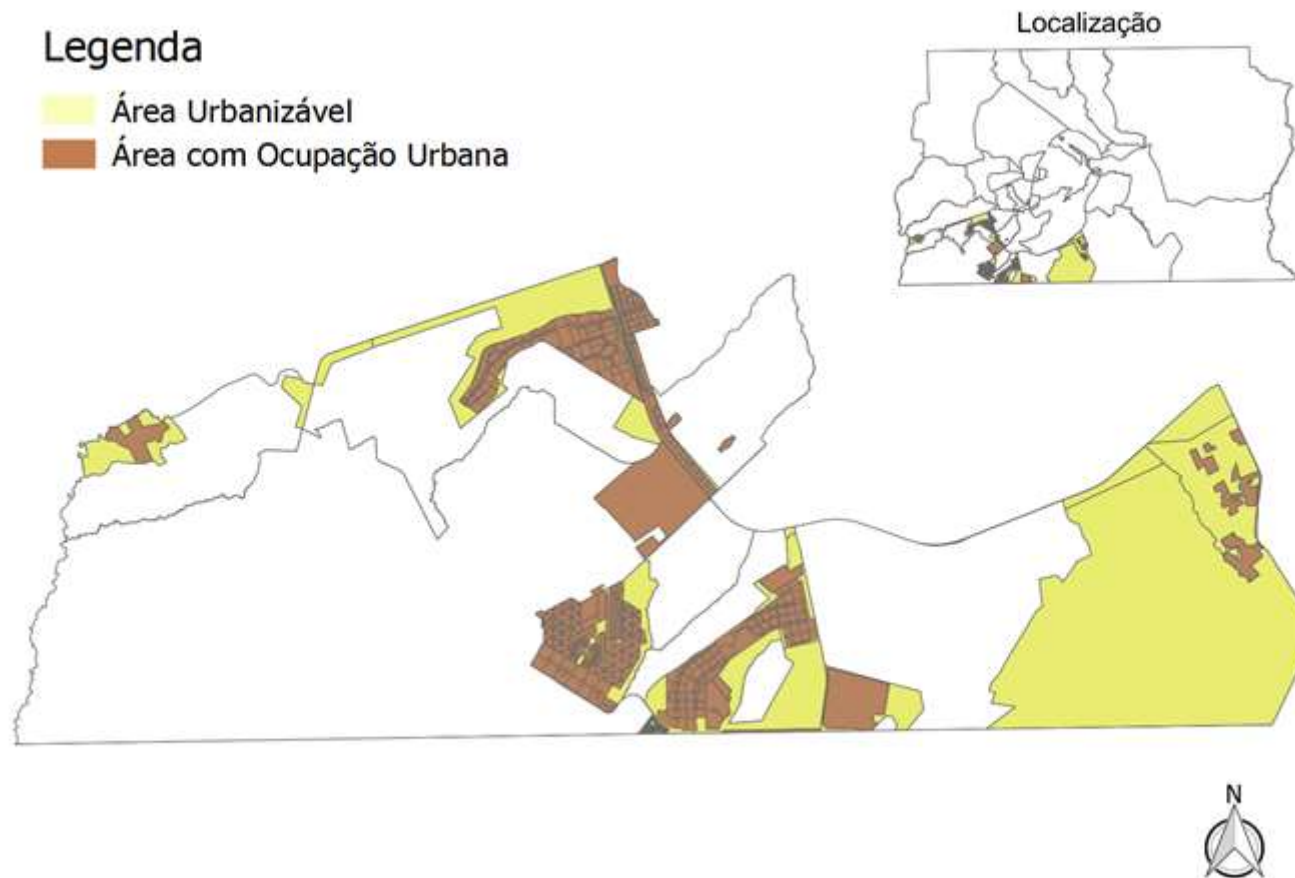 Localização
Legenda
Área Urbanizável
Área com Ocupação Urbana
N